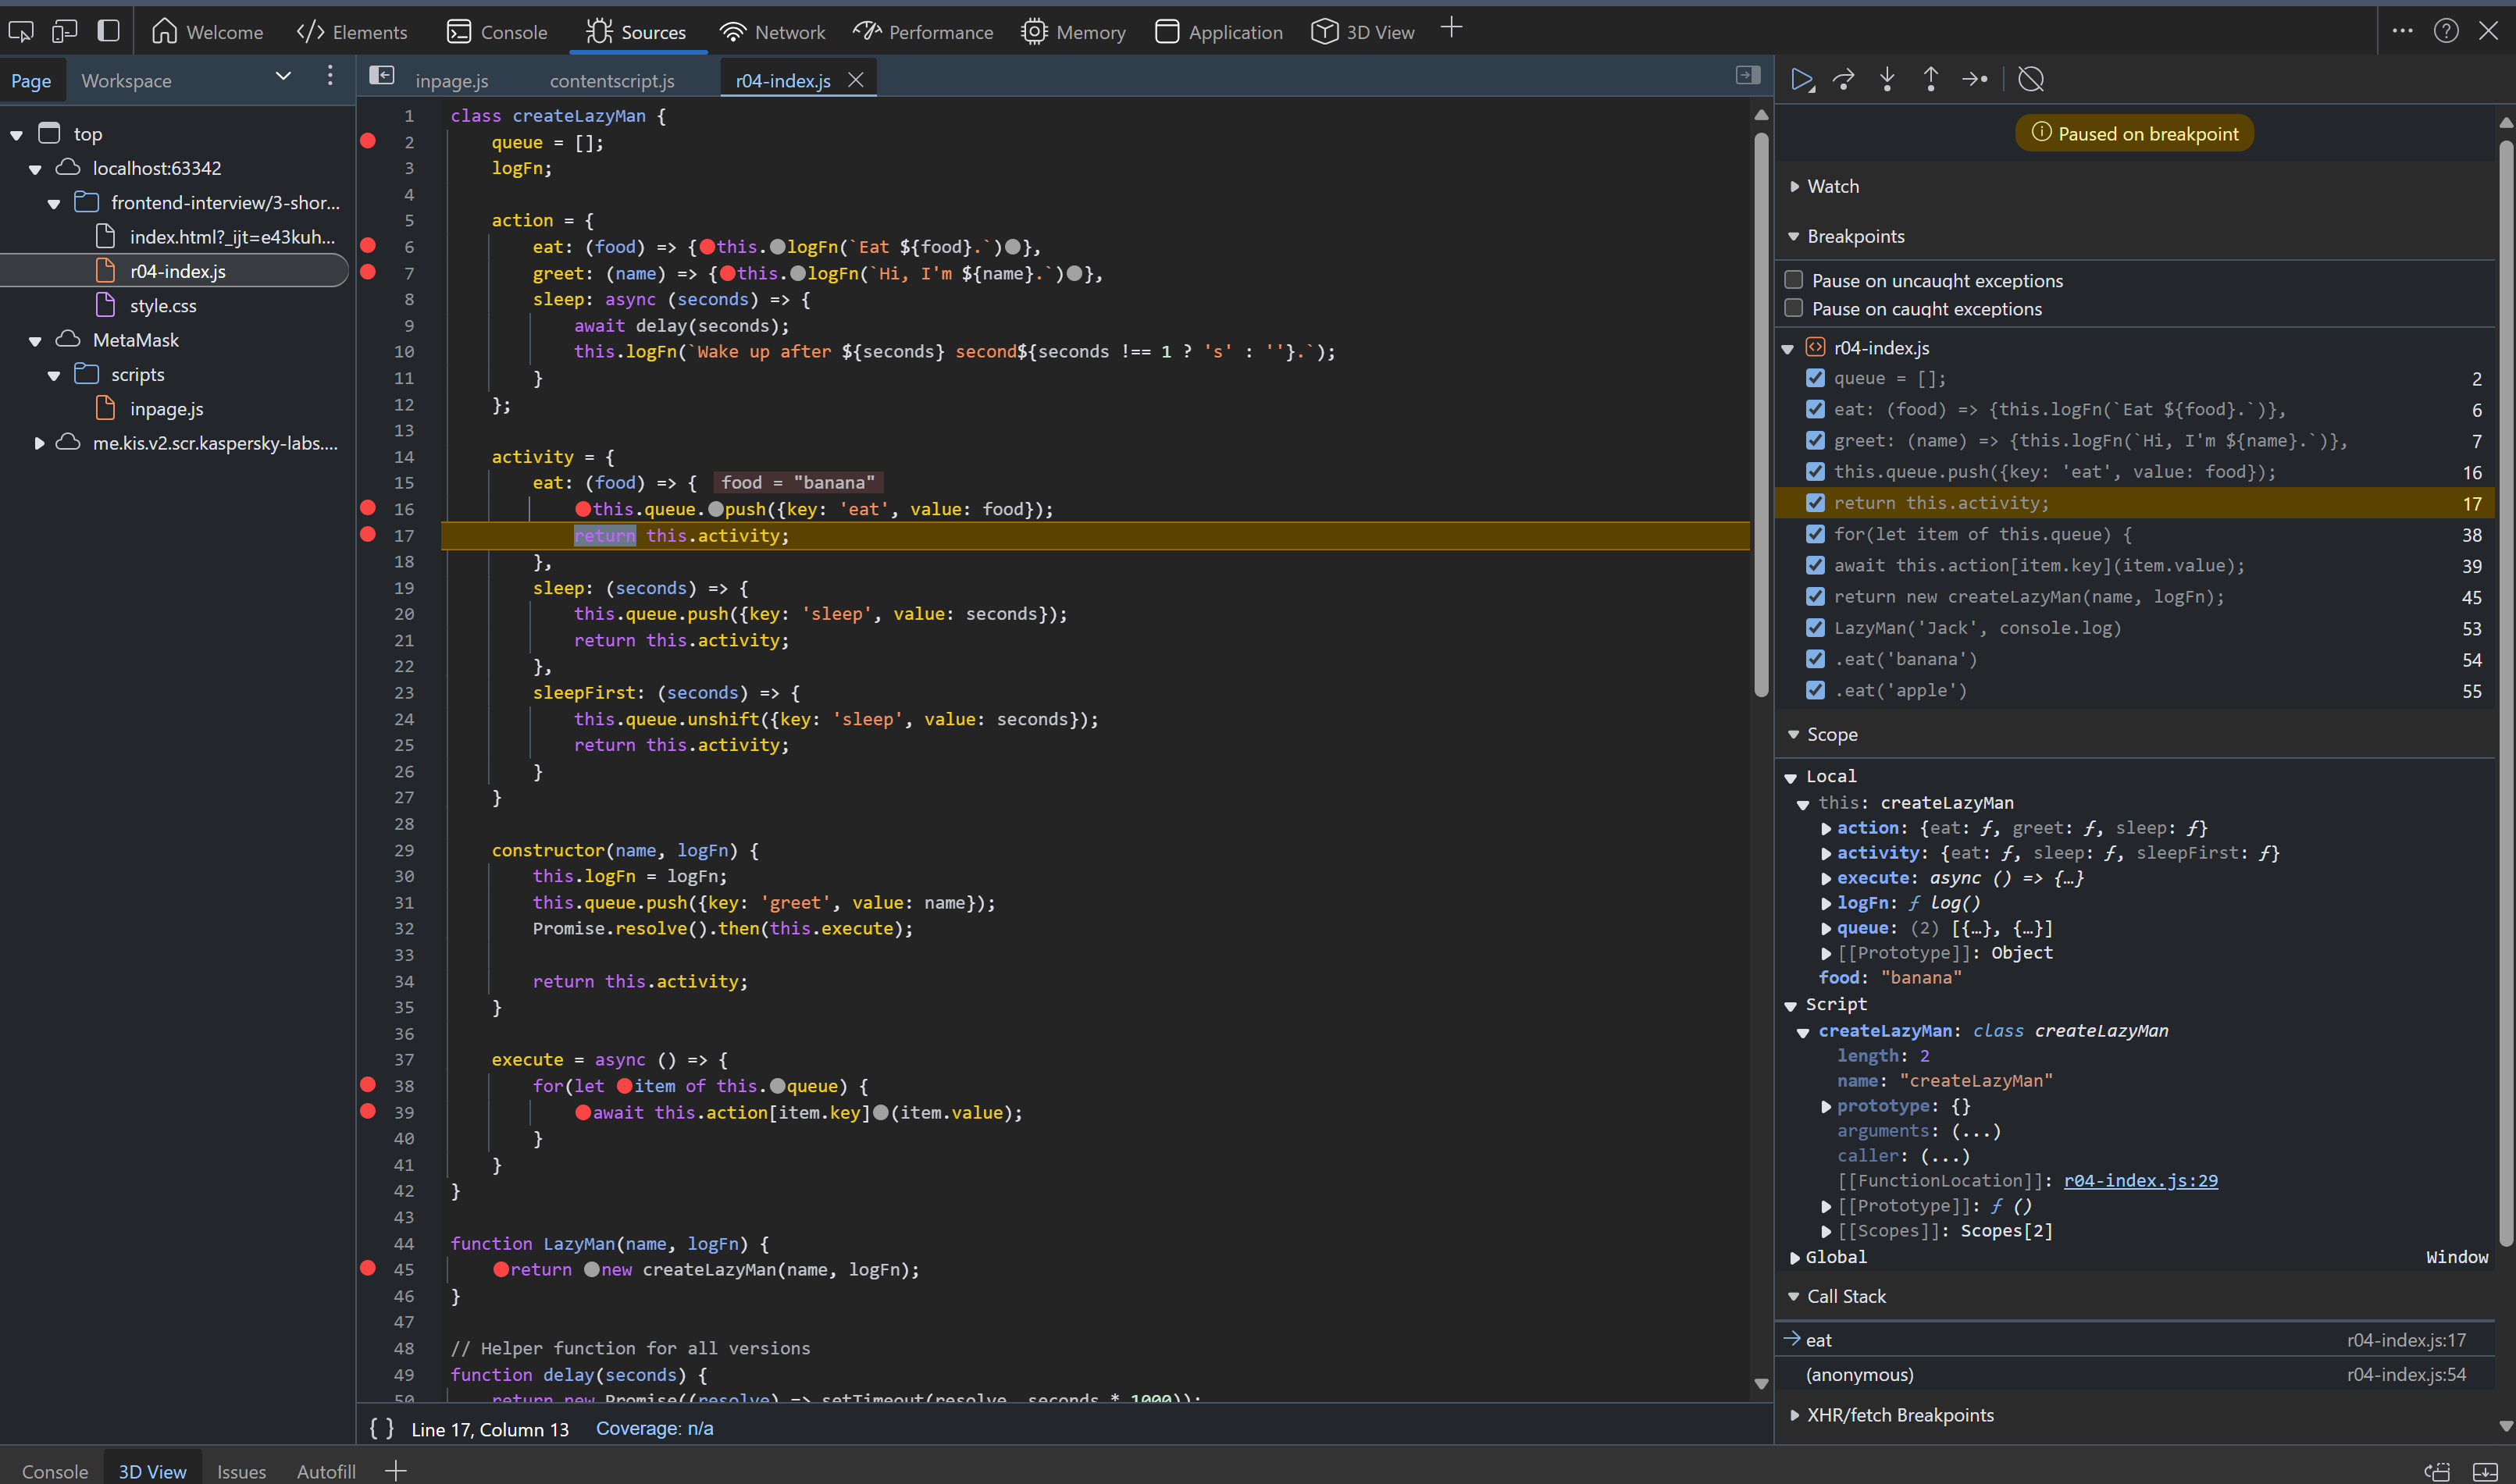 Welcome
Elements
Console
Sources
Network
Performance
Memory
Application
3D View
Page
Workspace
top
localhost:63342
frontend-interview/3-shor...
index.html?_ijt=e43kuh...
r04-index.js
style.css
MetaMask
scripts
inpage.js
me.kis.v2.scr.kaspersky-labs....
inpage.js
contentscript.js
r04-index.js
1 class createLazyMan {
2 queue = [];
3 logFn;
4
5 action = {
6 eat: (food) => {this.logFn(`Eat ${food}.`)},
7 greet: (name) => {this.logFn(`Hi, I'm ${name}.`)},
8 sleep: async (seconds) => {
9 await delay(seconds);
10 this.logFn(`Wake up after ${seconds} second${seconds !== 1 ? 's' : ''}.`);
11 }
12 };
13
14 activity = {
15 eat: (food) => { food = "banana"
16 this.queue.push({key: 'eat', value: food});
17 return this.activity;
18 },
19 sleep: (seconds) => {
20 this.queue.push({key: 'sleep', value: seconds});
21 return this.activity;
22 },
23 sleepFirst: (seconds) => {
24 this.queue.unshift({key: 'sleep', value: seconds});
25 return this.activity;
26 }
27 }
28
29 constructor(name, logFn) {
30 this.logFn = logFn;
31 this.queue.push({key: 'greet', value: name});
32 Promise.resolve().then(this.execute);
33
34 return this.activity;
35 }
36
37 execute = async () => {
38 for(let item of this.queue) {
39 await this.action[item.key](item.value);
40 }
41 }
42 }
43
44 function LazyMan(name, logFn) {
45 return new createLazyMan(name, logFn);
46 }
47
48 // Helper function for all versions
49 function delay(seconds) {
50 return new Promise((resolve) => setTimeout(resolve, seconds * 1000));
{ } Line 17, Column 13 Coverage: n/a
Paused on breakpoint
Watch
Breakpoints
Pause on uncaught exceptions
Pause on caught exceptions
r04-index.js
queue = []; 2
eat: (food) => {this.logFn(`Eat ${food}.`)}, 6
greet: (name) => {this.logFn(`Hi, I'm ${name}.`)}, 7
this.queue.push({key: 'eat', value: food}); 16
return this.activity; 17
for(let item of this.queue) { 38
await this.action[item.key](item.value); 39
return new createLazyMan(name, logFn); 45
LazyMan('Jack', console.log) 53
.eat('banana') 54
.eat('apple') 55
Scope
Local
this: createLazyMan
action: {eat: ƒ, greet: ƒ, sleep: ƒ}
activity: {eat: ƒ, sleep: ƒ, sleepFirst: ƒ}
execute: async () => {…}
logFn: ƒ log()
queue: (2) [{…}, {…}]
[[Prototype]]: Object
food: "banana"
Script
createLazyMan: class createLazyMan
length: 2
name: "createLazyMan"
prototype: {}
arguments: (...)
caller: (...)
[[FunctionLocation]]: r04-index.js:29
[[Prototype]]: ƒ ()
[[Scopes]]: Scopes[2]
Global Window
Call Stack
eat r04-index.js:17
(anonymous) r04-index.js:54
XHR/fetch Breakpoints
Console
3D View
Issues
Autofill